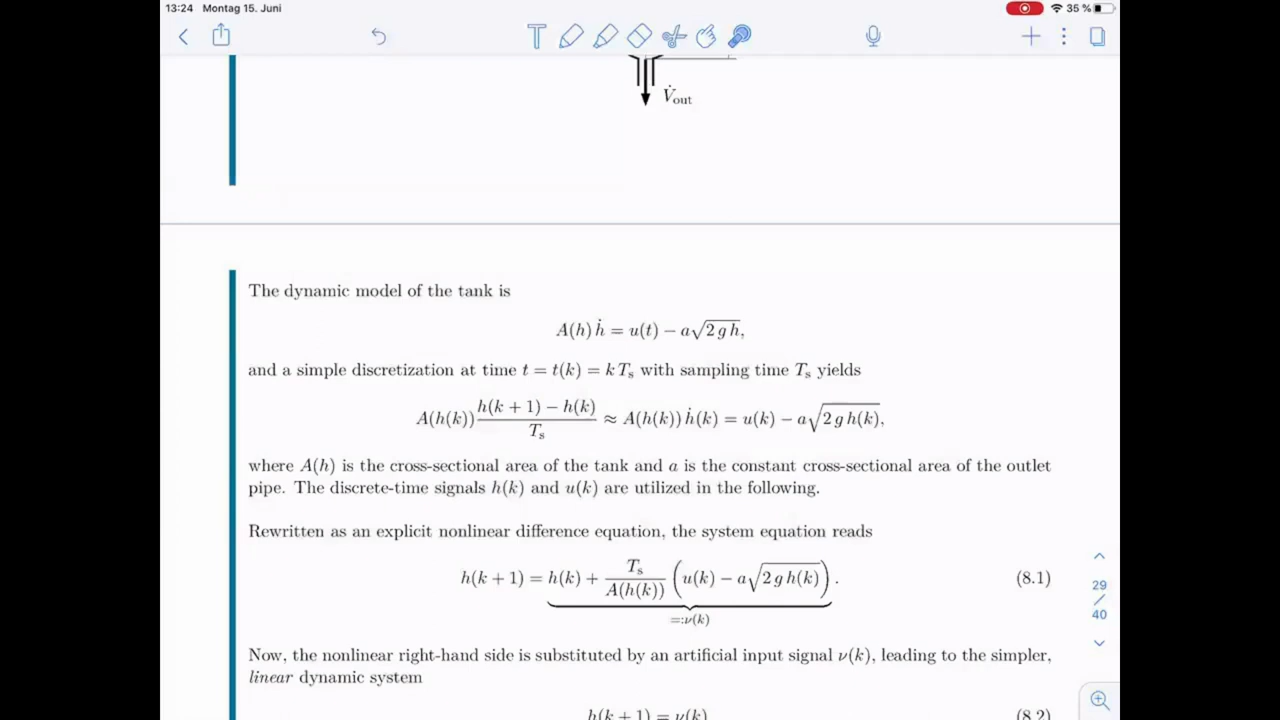 13:24 Montag 15. Juni 35 %
V̇out
The dynamic model of the tank is
A(h) ḣ = u(t) − a√(2 g h),
and a simple discretization at time t = t(k) = k Ts with sampling time Ts yields
A(h(k)) (h(k + 1) − h(k)) / Ts ≈ A(h(k)) ḣ(k) = u(k) − a√(2 g h(k)),
where A(h) is the cross-sectional area of the tank and a is the constant cross-sectional area of the outlet
pipe. The discrete-time signals h(k) and u(k) are utilized in the following.
Rewritten as an explicit nonlinear difference equation, the system equation reads
h(k + 1) = h(k) + Ts / A(h(k)) (u(k) − a√(2 g h(k))). (8.1)
=:ν(k)
Now, the nonlinear right-hand side is substituted by an artificial input signal ν(k), leading to the simpler,
linear dynamic system
h(k + 1) = ν(k) (8.2)
29
/
40